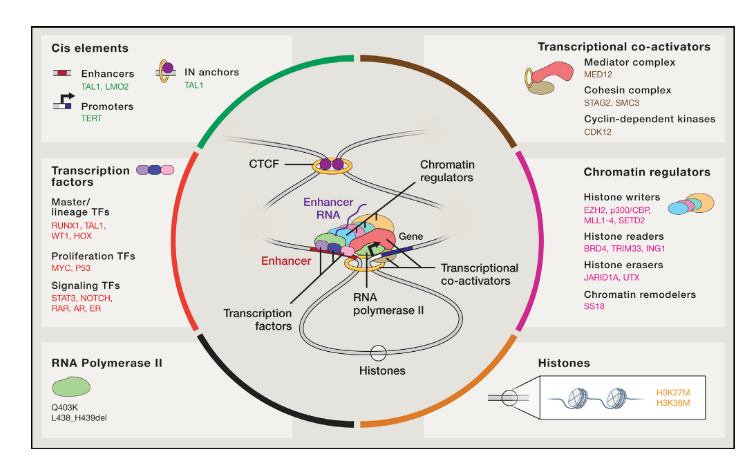 Cis elements
Enhancers
TAL1, LMO2
IN anchors
TAL1
Promoters
TERT
Transcriptional co-activators
Mediator complex
MED12
Cohesin complex
STAG2, SMC3
Cyclin-dependent kinases
CDK12
Transcription
factors
Master/
lineage TFs
RUNX1, TAL1,
WT1, HOX
Proliferation TFs
MYC, P53
Signaling TFs
STAT3, NOTCH,
RAR, AR, ER
CTCF
Chromatin
regulators
Enhancer
RNA
Gene
Enhancer
Transcriptional
co-activators
RNA
polymerase II
Transcription
factors
Histones
Chromatin regulators
Histone writers
EZH2, p300/CBP,
MLL1-4, SETD2
Histone readers
BRD4, TRIM33, ING1
Histone erasers
JARID1A, UTX
Chromatin remodelers
SS18
RNA Polymerase II
Q403K
L438_H439del
Histones
H3K27M
H3K36M